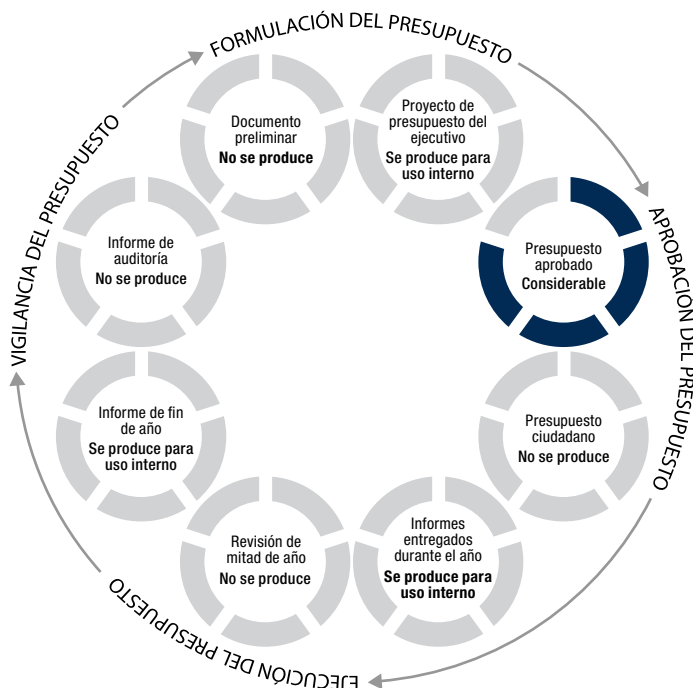 FORMULACIÓN DEL PRESUPUESTO
Documento
preliminar
No se produce
Proyecto de
presupuesto del
ejecutivo
Se produce para
uso interno
APROBACIÓN DEL PRESUPUESTO
Presupuesto
aprobado
Considerable
Presupuesto
ciudadano
No se produce
EJECUCIÓN DEL PRESUPUESTO
Informes
entregados
durante el año
Se produce para
uso interno
Revisión de
mitad de año
No se produce
VIGILANCIA DEL PRESUPUESTO
Informe de fin
de año
Se produce para
uso interno
Informe de
auditoría
No se produce